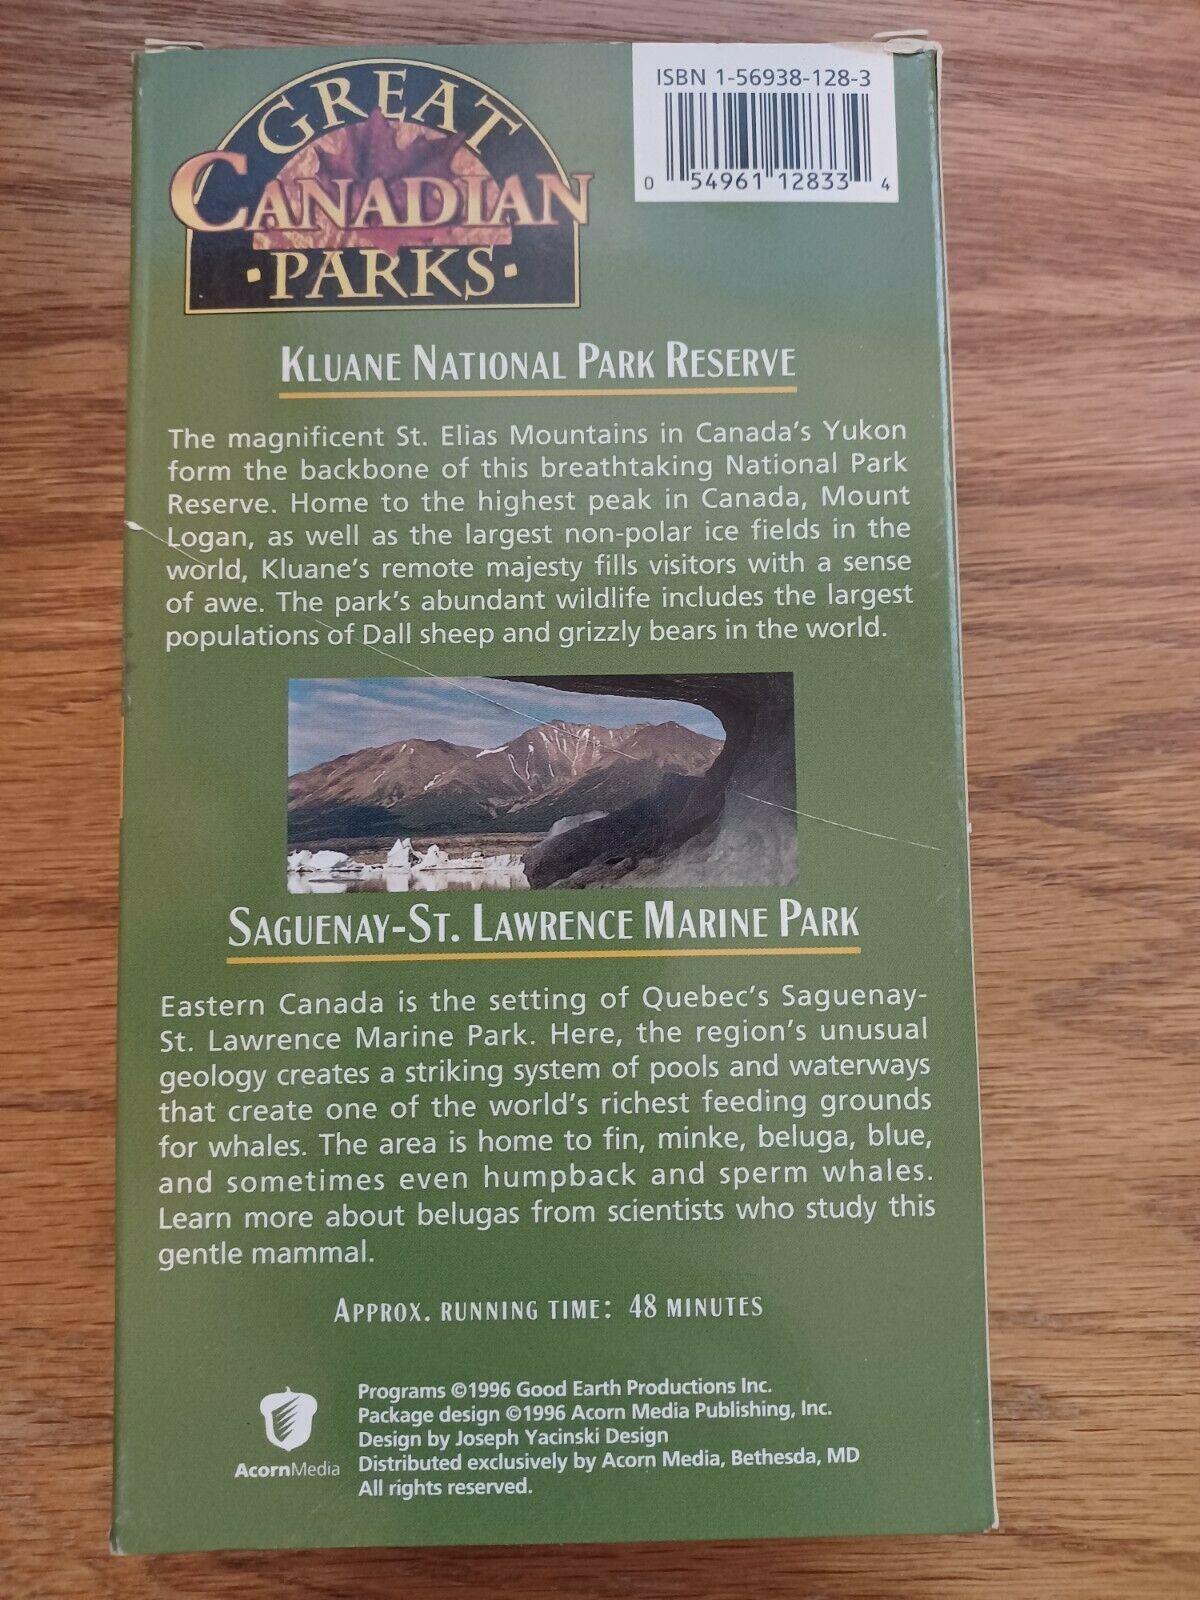 GREAT
CANADIAN
·PARKS·
ISBN 1-56938-128-3
0 54961 12833 4
KLUANE NATIONAL PARK RESERVE
The magnificent St. Elias Mountains in Canada's Yukon
form the backbone of this breathtaking National Park
Reserve. Home to the highest peak in Canada, Mount
Logan, as well as the largest non-polar ice fields in the
world, Kluane's remote majesty fills visitors with a sense
of awe. The park's abundant wildlife includes the largest
populations of Dall sheep and grizzly bears in the world.
SAGUENAY-ST. LAWRENCE MARINE PARK
Eastern Canada is the setting of Quebec's Saguenay-
St. Lawrence Marine Park. Here, the region's unusual
geology creates a striking system of pools and waterways
that create one of the world's richest feeding grounds
for whales. The area is home to fin, minke, beluga, blue,
and sometimes even humpback and sperm whales.
Learn more about belugas from scientists who study this
gentle mammal.
APPROX. RUNNING TIME: 48 MINUTES
Programs ©1996 Good Earth Productions Inc.
Package design ©1996 Acorn Media Publishing, Inc.
Design by Joseph Yacinski Design
Distributed exclusively by Acorn Media, Bethesda, MD
All rights reserved.
AcornMedia